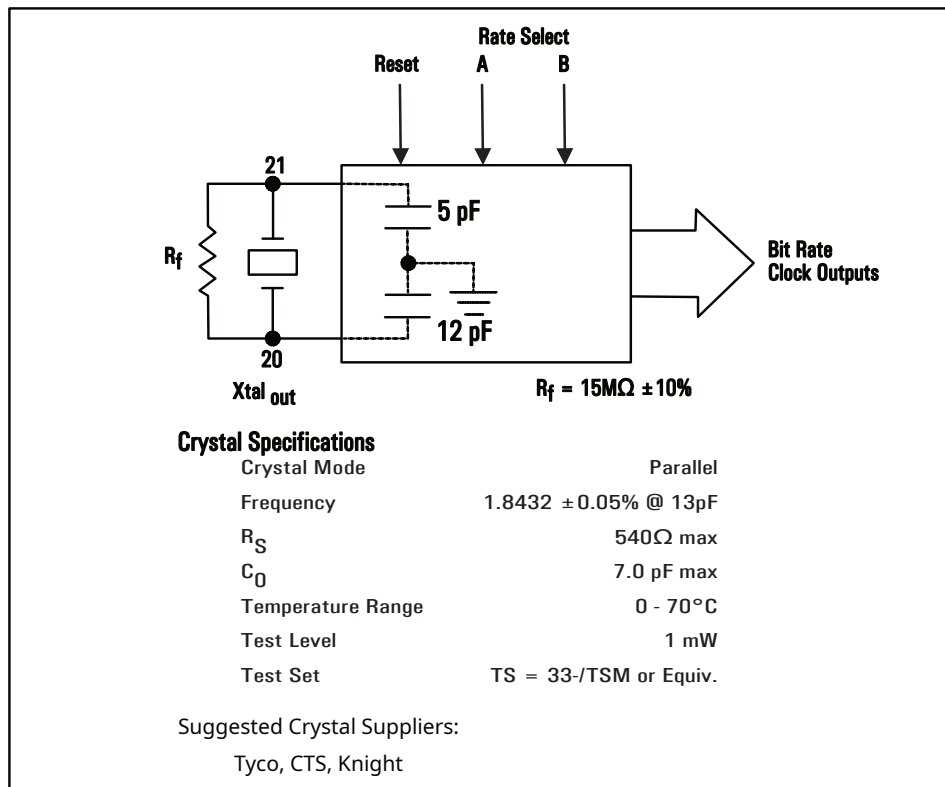 Rate Select
Reset A B
21
5 pF
Rf
Bit Rate
Clock Outputs
12 pF
20
Xtal out
Rf = 15MΩ ±10%
Crystal Specifications
Crystal Mode Parallel
Frequency 1.8432 ±0.05% @ 13pF
RS 540Ω max
C0 7.0 pF max
Temperature Range 0 - 70°C
Test Level 1 mW
Test Set TS = 33-/TSM or Equiv.
Suggested Crystal Suppliers:
Tyco, CTS, Knight